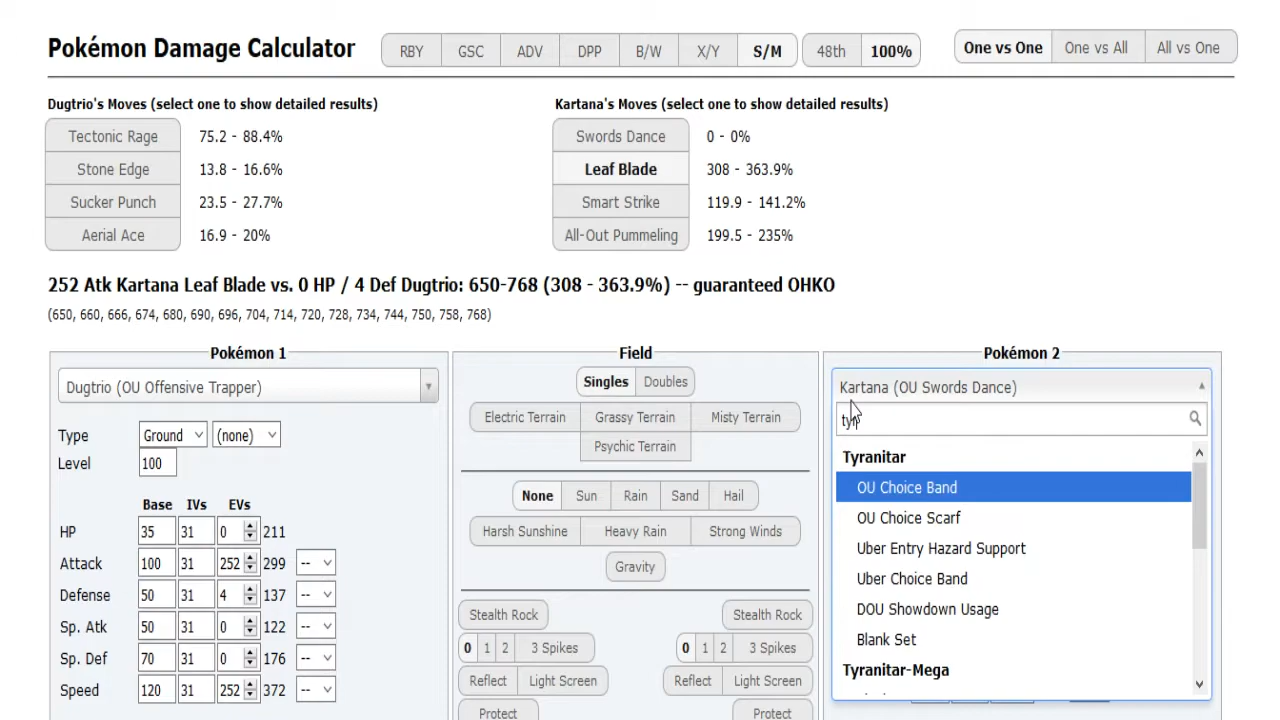 Pokémon Damage Calculator
RBY GSC ADV DPP B/W X/Y S/M 48th 100% One vs One One vs All All vs One
Dugtrio's Moves (select one to show detailed results)
Tectonic Rage 75.2 - 88.4%
Stone Edge 13.8 - 16.6%
Sucker Punch 23.5 - 27.7%
Aerial Ace 16.9 - 20%
Kartana's Moves (select one to show detailed results)
Swords Dance 0 - 0%
Leaf Blade 308 - 363.9%
Smart Strike 119.9 - 141.2%
All-Out Pummeling 199.5 - 235%
252 Atk Kartana Leaf Blade vs. 0 HP / 4 Def Dugtrio: 650-768 (308 - 363.9%) -- guaranteed OHKO
(650, 660, 666, 674, 680, 690, 696, 704, 714, 720, 728, 734, 744, 750, 758, 768)
Pokémon 1
Dugtrio (OU Offensive Trapper)
Type Ground (none)
Level 100
Base IVs EVs
HP 35 31 0 211
Attack 100 31 252 299 --
Defense 50 31 4 137 --
Sp. Atk 50 31 0 122 --
Sp. Def 70 31 0 176 --
Speed 120 31 252 372 --
Field
Singles Doubles
Electric Terrain Grassy Terrain Misty Terrain
Psychic Terrain
None Sun Rain Sand Hail
Harsh Sunshine Heavy Rain Strong Winds
Gravity
Stealth Rock Stealth Rock
0 1 2 3 Spikes 0 1 2 3 Spikes
Reflect Light Screen Reflect Light Screen
Protect Protect
Pokémon 2
Kartana (OU Swords Dance)
Tyranitar
OU Choice Band
OU Choice Scarf
Uber Entry Hazard Support
Uber Choice Band
DOU Showdown Usage
Blank Set
Tyranitar-Mega